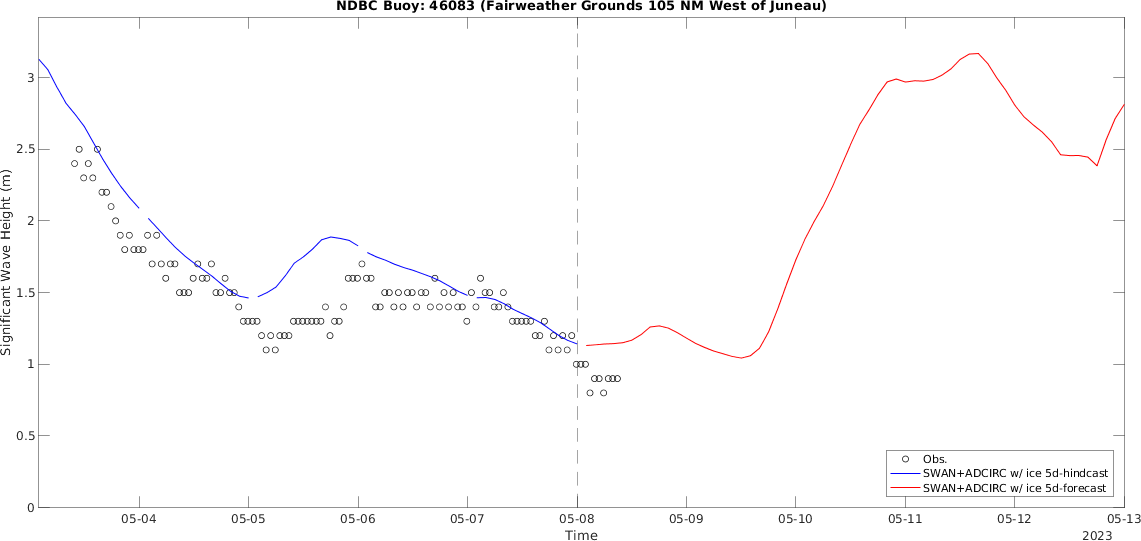 NDBC Buoy: 46083 (Fairweather Grounds 105 NM West of Juneau)
Significant Wave Height (m)
3
2.5
2
1.5
1
0.5
0
Obs.
SWAN+ADCIRC w/ ice 5d-hindcast
SWAN+ADCIRC w/ ice 5d-forecast
05-04 05-05 05-06 05-07 05-08 05-09 05-10 05-11 05-12 05-13
Time
2023